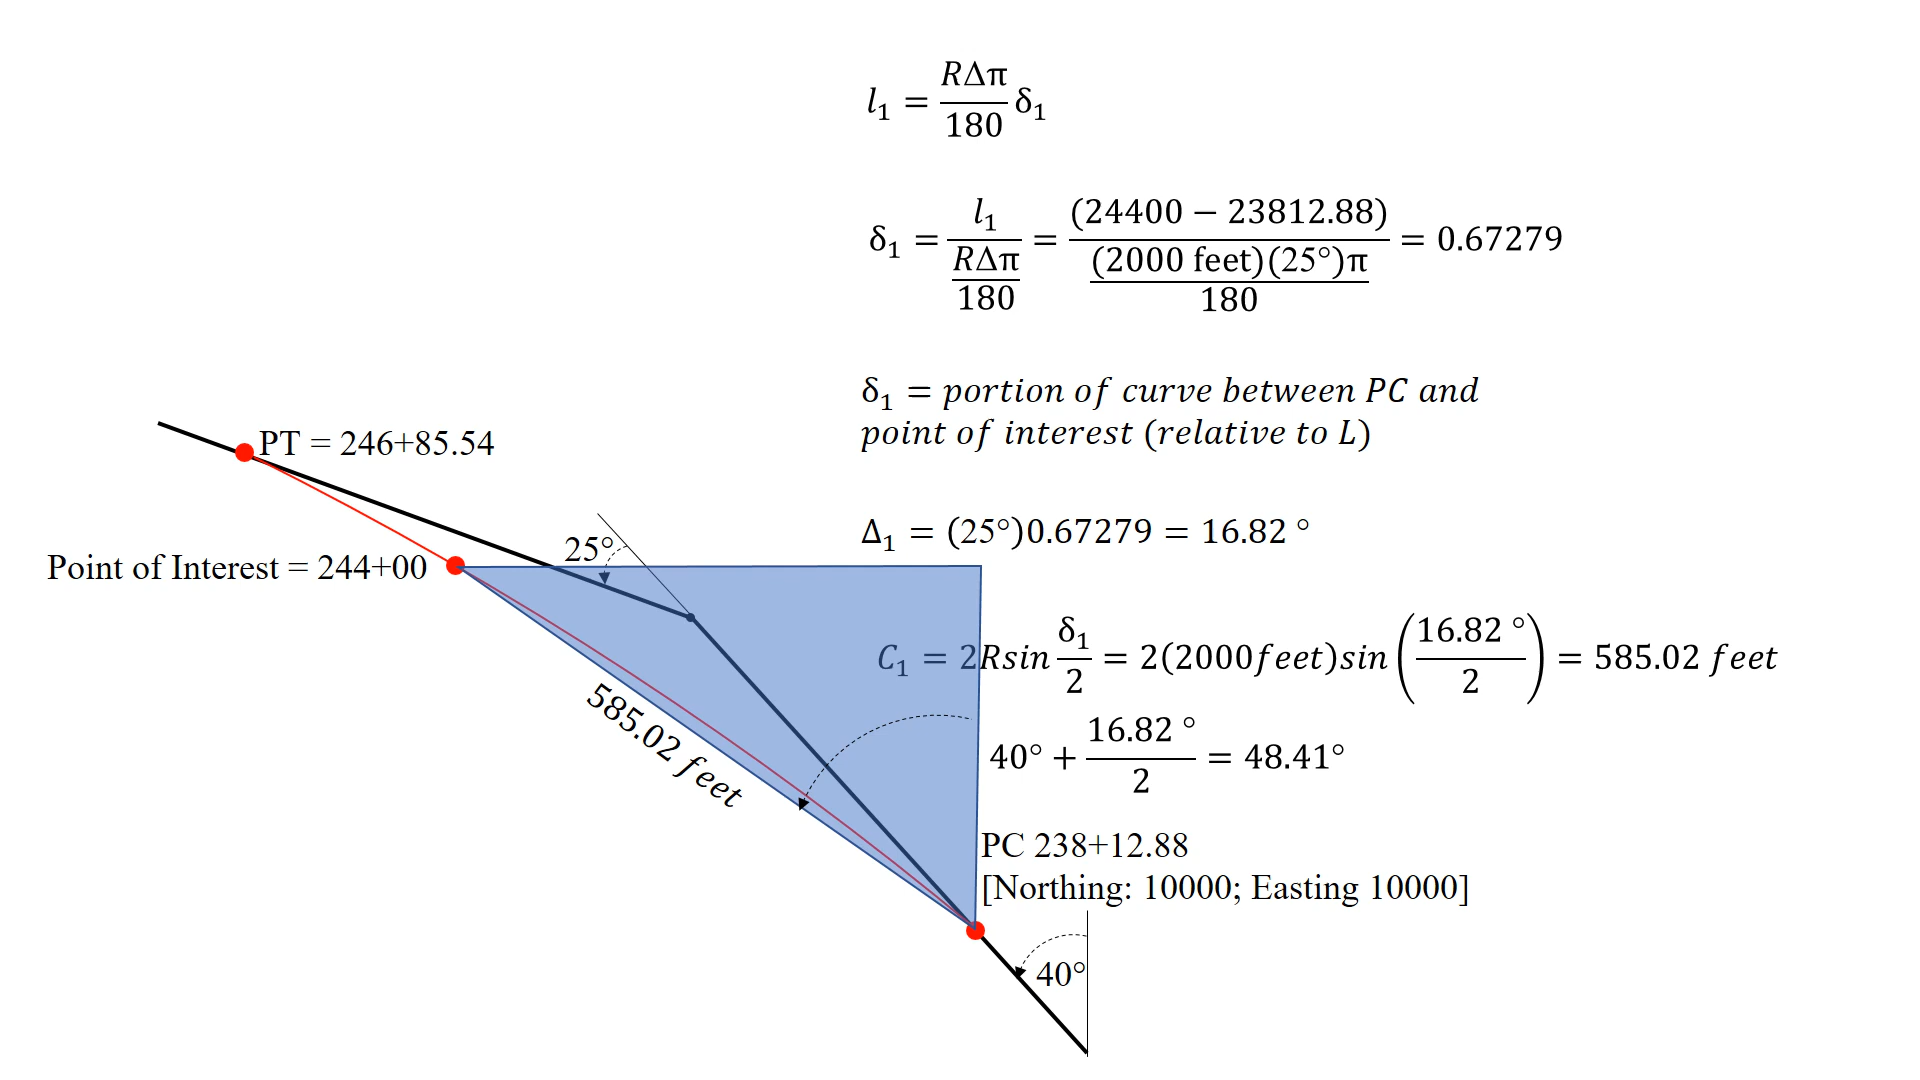 l₁ = RΔπ/180 δ₁
δ₁ = l₁/(RΔπ/180) = (24400 − 23812.88)/((2000 feet)(25°)π/180) = 0.67279
δ₁ = portion of curve between PC and
point of interest (relative to L)
PT = 246+85.54
Δ₁ = (25°)0.67279 = 16.82 °
25°
Point of Interest = 244+00
C₁ = 2Rsin δ₁/2 = 2(2000feet)sin(16.82 °/2) = 585.02 feet
585.02 feet
40° + 16.82 °/2 = 48.41°
PC 238+12.88
[Northing: 10000; Easting 10000]
40°